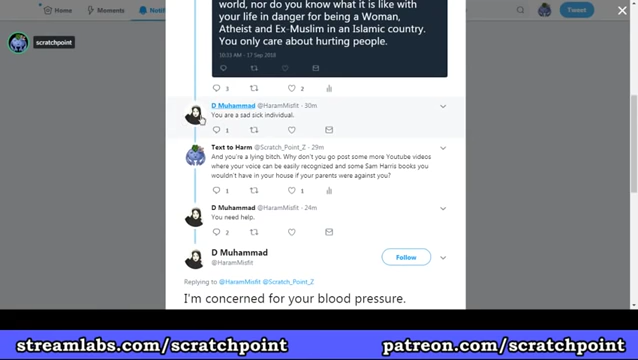 Moments
Notifi
Tweet
scratchpoint
world, nor do you know what it is like with
your life in danger for being a Woman,
Atheist and Ex-Muslim in an Islamic country.
You only care about hurting people.
10:33 AM - 17 Sep 2018
3 2
D Muhammad @HaramMisfit · 30m
You are a sad sick individual.
1
Text to Harm @Scratch_Point_Z · 29m
And you're a lying bitch. Why don't you go post some more Youtube videos
where your voice can be easily recognized and some Sam Harris books you
wouldn't have in your house if your parents were against you?
1 1
D Muhammad @HaramMisfit · 24m
You need help.
2
D Muhammad
@HaramMisfit
Follow
Replying to @HaramMisfit @Scratch_Point_Z
I'm concerned for your blood pressure.
streamlabs.com/scratchpoint
patreon.com/scratchpoint